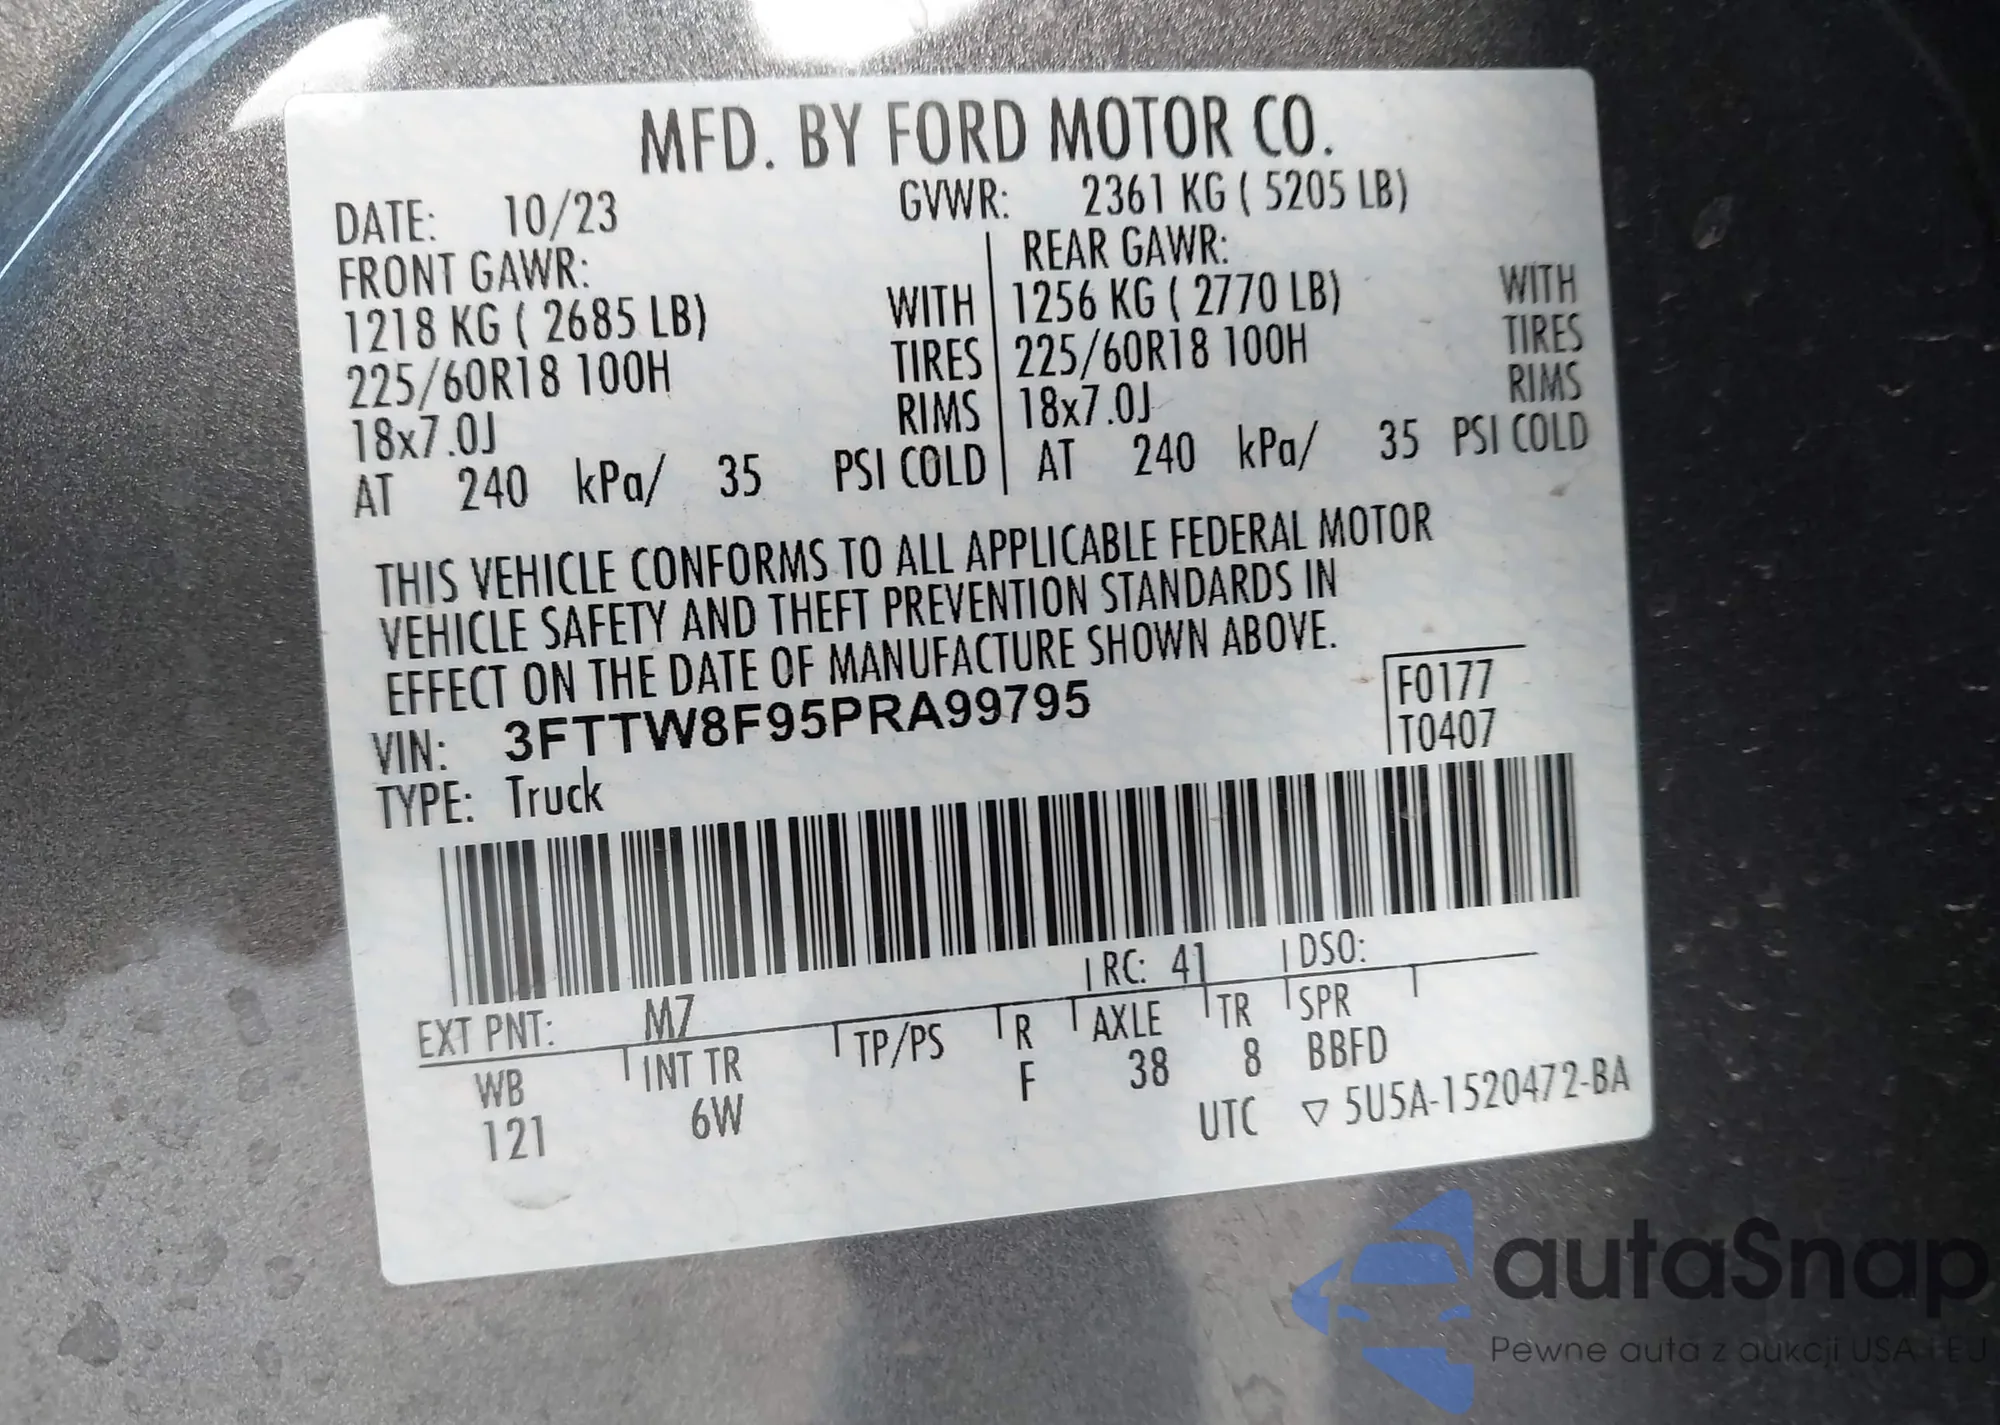 MFD. BY FORD MOTOR CO.
DATE: 10/23 GVWR: 2361 KG ( 5205 LB)
FRONT GAWR: REAR GAWR:
1218 KG ( 2685 LB) WITH 1256 KG ( 2770 LB) WITH
225/60R18 100H TIRES 225/60R18 100H TIRES
18x7.0J RIMS 18x7.0J RIMS
AT 240 kPa/ 35 PSI COLD AT 240 kPa/ 35 PSI COLD
THIS VEHICLE CONFORMS TO ALL APPLICABLE FEDERAL MOTOR
VEHICLE SAFETY AND THEFT PREVENTION STANDARDS IN
EFFECT ON THE DATE OF MANUFACTURE SHOWN ABOVE.
VIN: 3FTTW8F95PRA99795 F0177
TYPE: Truck T0407
EXT PNT: M7 RC: 41 DSO:
WB INT TR TP/PS R AXLE TR SPR
121 6W F 38 8 BBFD
UTC ▽ 5U5A-1520472-BA
autaSnap
Pewne auta z aukcji USA i EU